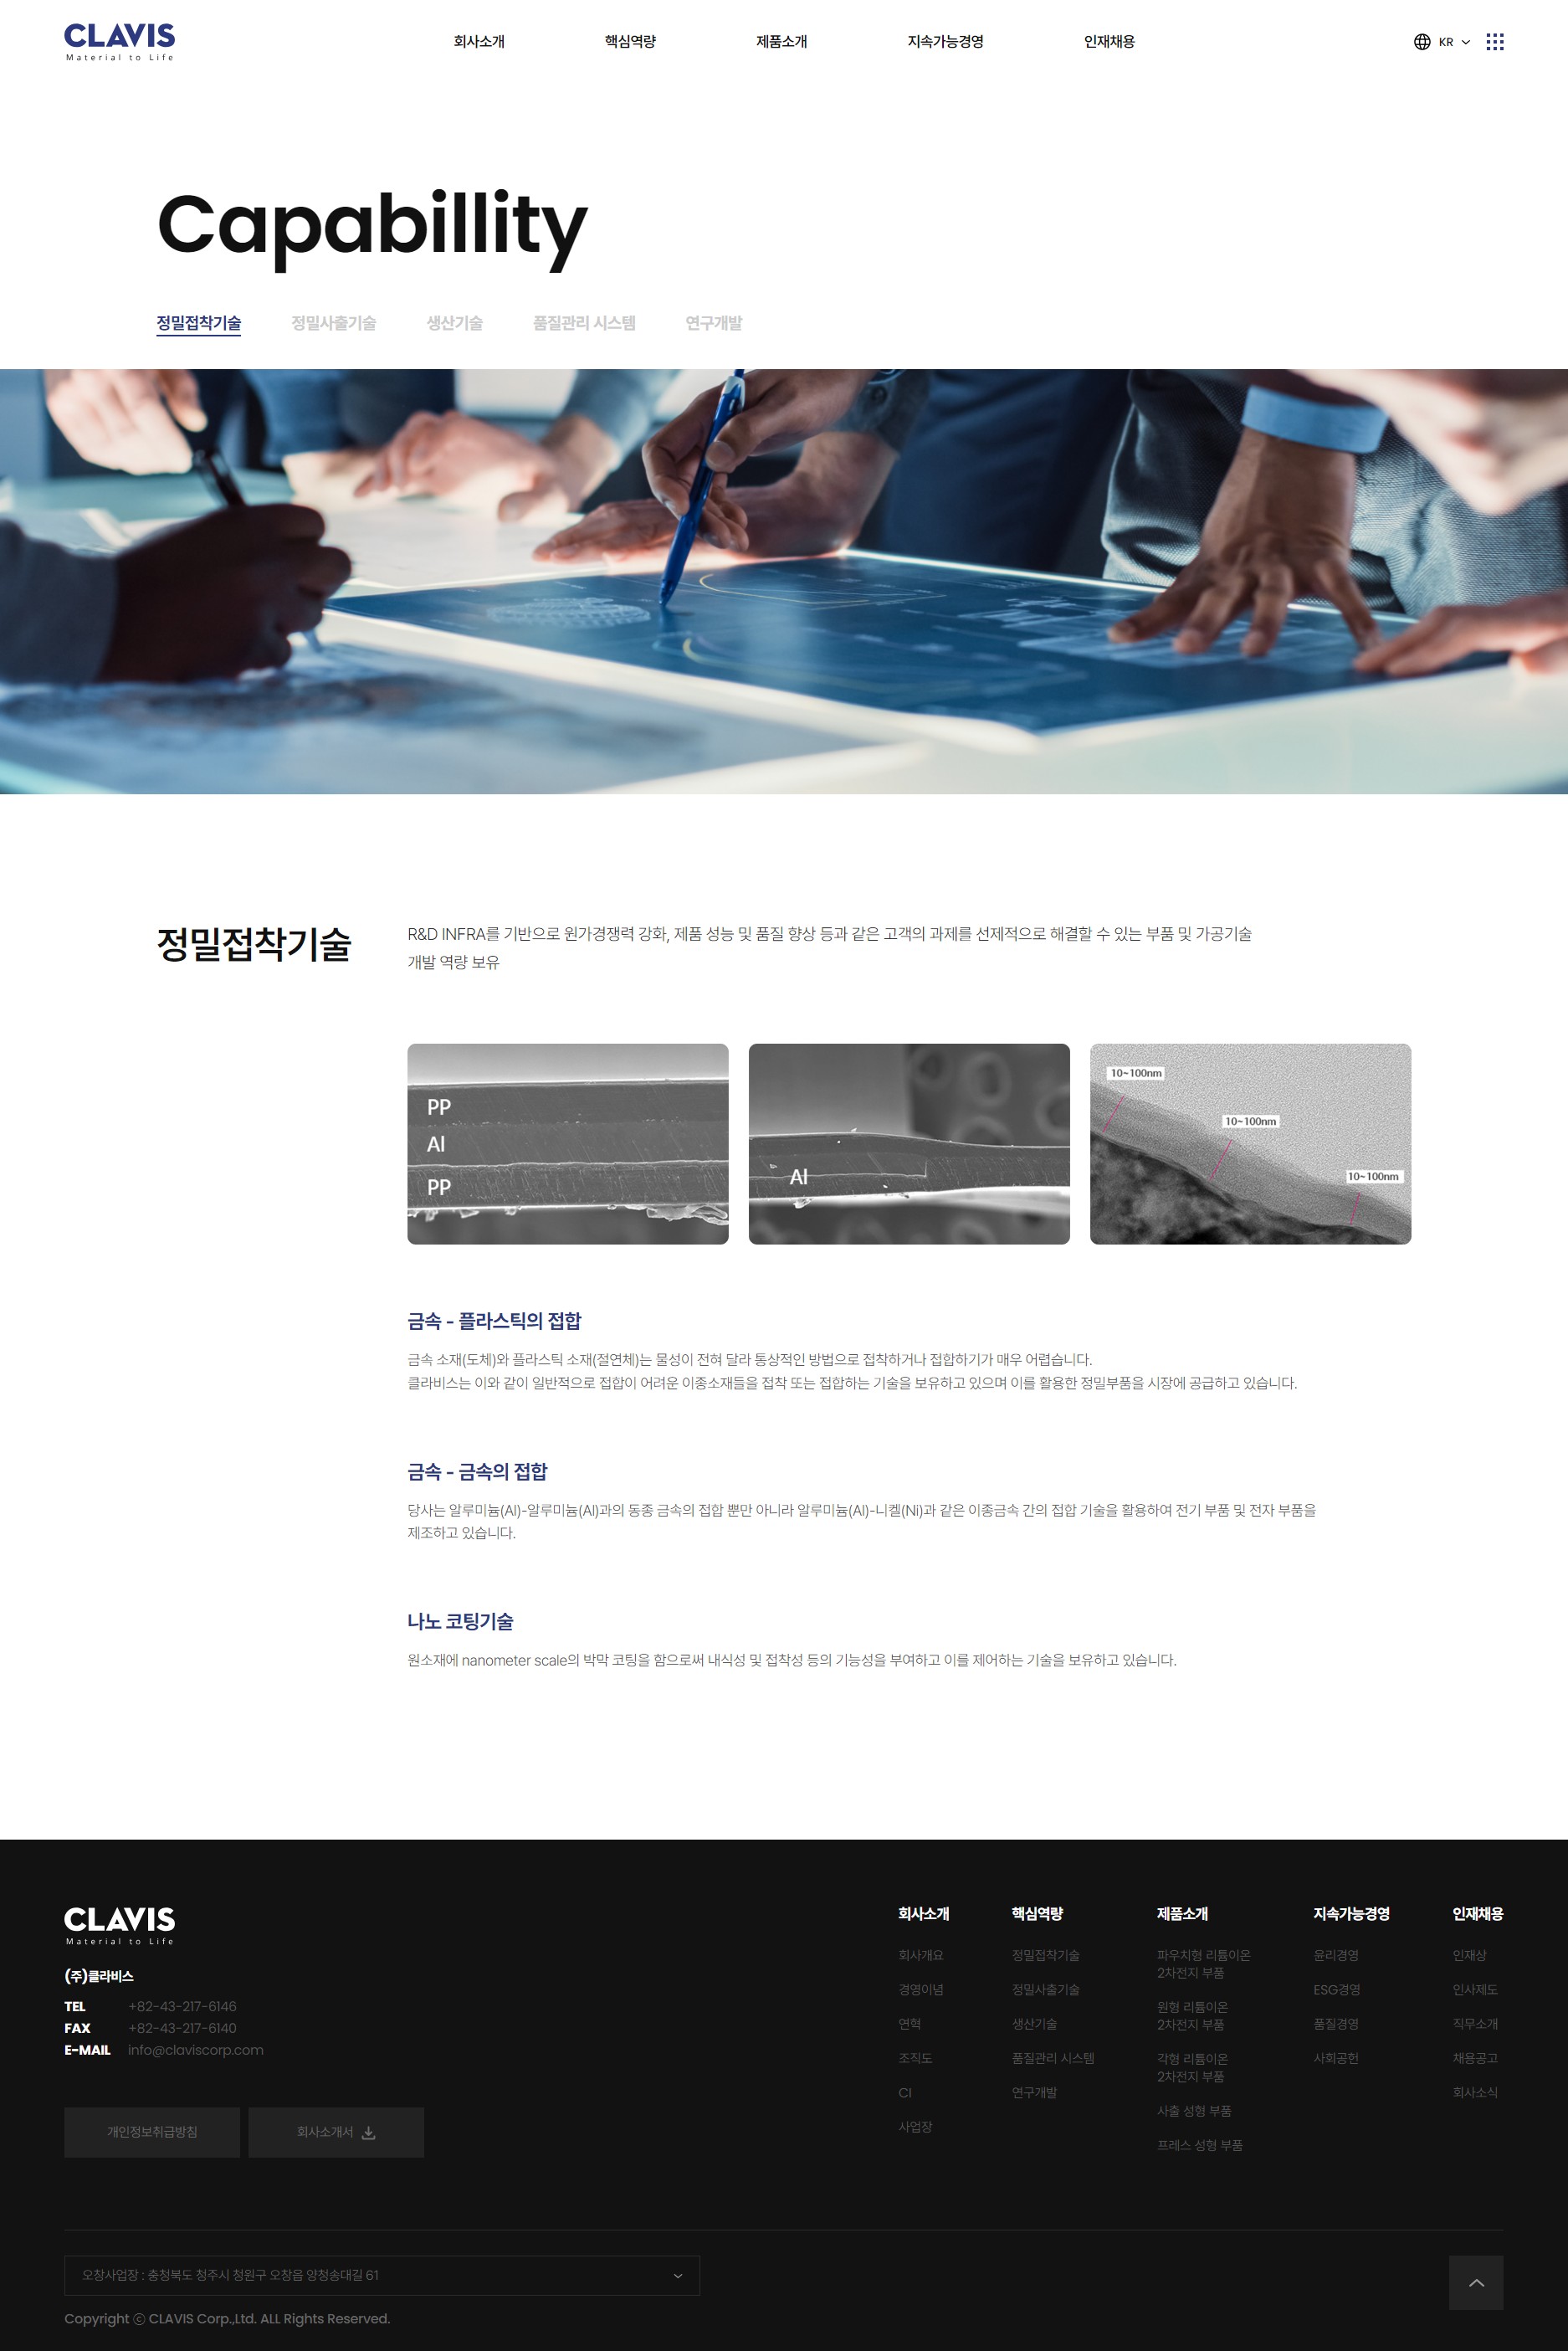 CLAVIS
Material to Life
회사소개
핵심역량
제품소개
지속가능경영
인재채용
KR
Capabillity
정밀접착기술
정밀사출기술
생산기술
품질관리 시스템
연구개발
정밀접착기술
R&D INFRA를 기반으로 원가경쟁력 강화, 제품 성능 및 품질 향상 등과 같은 고객의 과제를 선제적으로 해결할 수 있는 부품 및 가공기술
개발 역량 보유
PP
Al
PP
Al
10~100nm
10~100nm
10~100nm
금속 - 플라스틱의 접합
금속 소재(도체)와 플라스틱 소재(절연체)는 물성이 전혀 달라 통상적인 방법으로 접착하거나 접합하기가 매우 어렵습니다.
클라비스는 이와 같이 일반적으로 접합이 어려운 이종소재들을 접착 또는 접합하는 기술을 보유하고 있으며 이를 활용한 정밀부품을 시장에 공급하고 있습니다.
금속 - 금속의 접합
당사는 알루미늄(Al)-알루미늄(Al)과의 동종 금속의 접합 뿐만 아니라 알루미늄(Al)-니켈(Ni)과 같은 이종금속 간의 접합 기술을 활용하여 전기 부품 및 전자 부품을
제조하고 있습니다.
나노 코팅기술
원소재에 nanometer scale의 박막 코팅을 함으로써 내식성 및 접착성 등의 기능성을 부여하고 이를 제어하는 기술을 보유하고 있습니다.
CLAVIS
Material to Life
(주)클라비스
TEL +82-43-217-6146
FAX +82-43-217-6140
E-MAIL info@claviscorp.com
개인정보취급방침
회사소개서
회사소개
회사개요
경영이념
연혁
조직도
CI
사업장
핵심역량
정밀접착기술
정밀사출기술
생산기술
품질관리 시스템
연구개발
제품소개
파우치형 리튬이온
2차전지 부품
원형 리튬이온
2차전지 부품
각형 리튬이온
2차전지 부품
사출 성형 부품
프레스 성형 부품
지속가능경영
윤리경영
ESG경영
품질경영
사회공헌
인재채용
인재상
인사제도
직무소개
채용공고
회사소식
오창사업장 : 충청북도 청주시 청원구 오창읍 양청송대길 61
Copyright ⓒ CLAVIS Corp.,Ltd. ALL Rights Reserved.